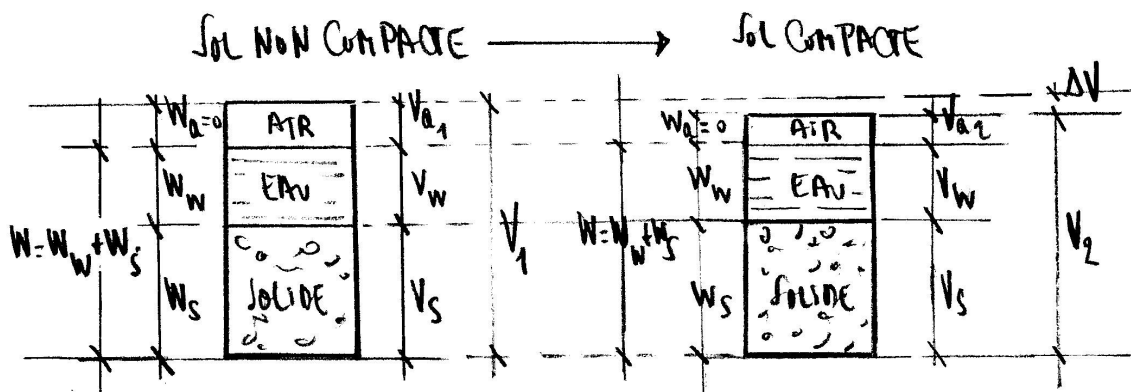 SOL NON COMPACTE → SOL COMPACTE
ΔV
Wa=0 AIR Va1 Wa=0 AIR Va2
WW EAU VW WW EAU VW
W=WW+WS V1 W=WW+WS V2
WS SOLIDE VS WS SOLIDE VS